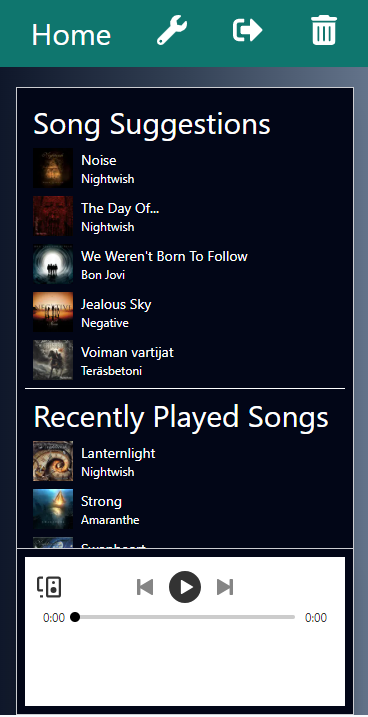 Home
Song Suggestions
Noise
Nightwish
The Day Of...
Nightwish
We Weren't Born To Follow
Bon Jovi
Jealous Sky
Negative
Voiman vartijat
Teräsbetoni
Recently Played Songs
Lanternlight
Nightwish
Strong
Amaranthe
Swanheart
0:00 0:00